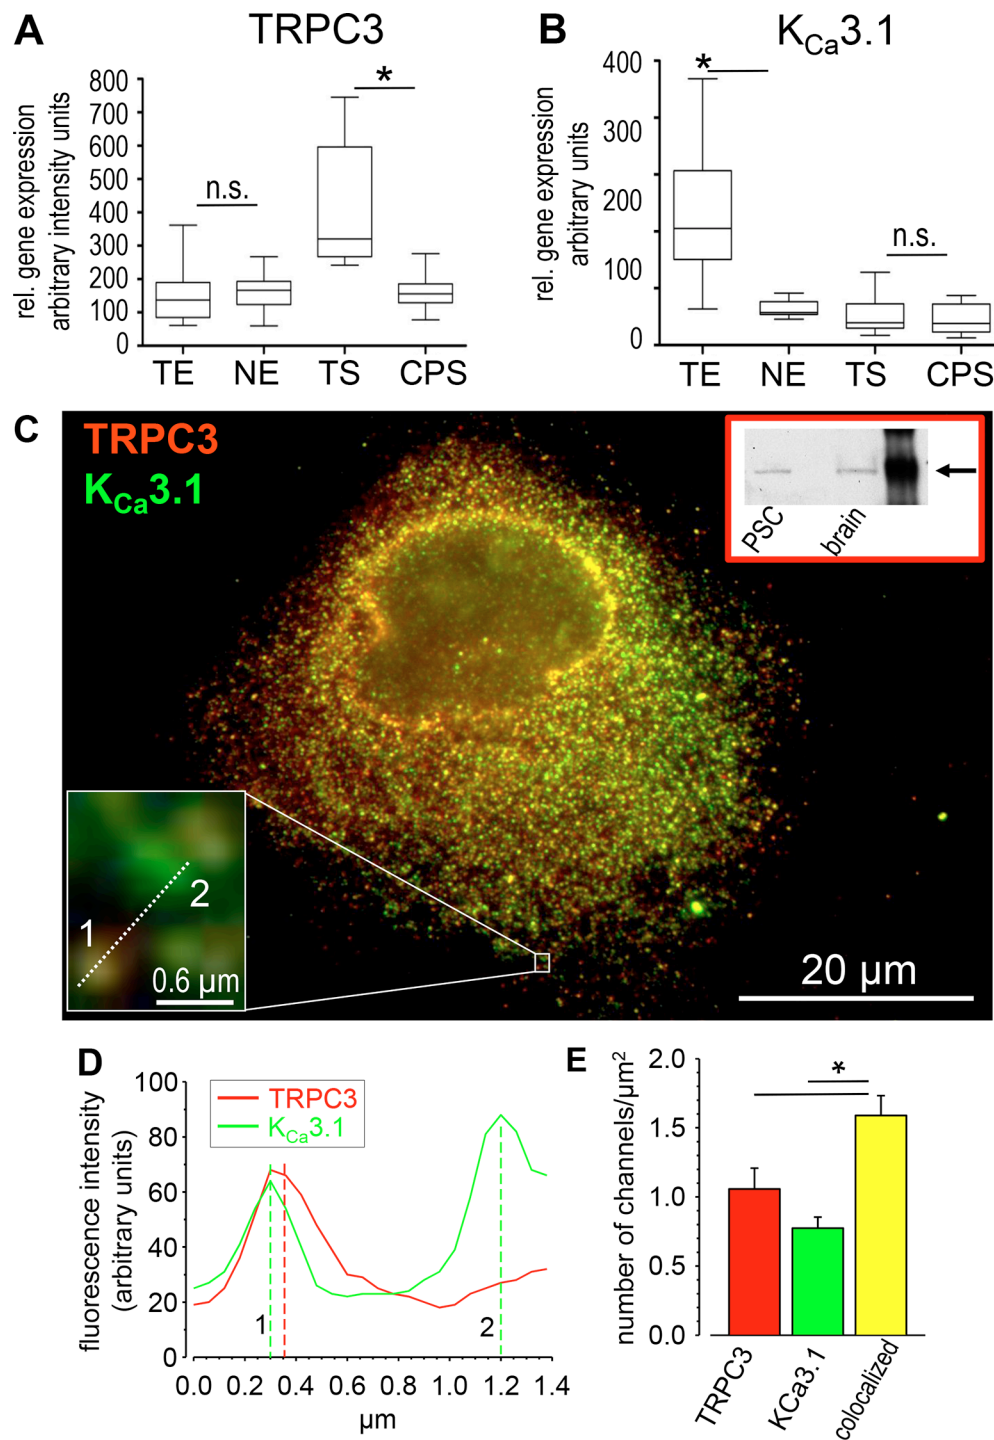 A
TRPC3
rel. gene expression
arbitrary intensity units
800
700
600
500
400
300
200
100
0
n.s.
*
TE NE TS CPS
B
K_Ca3.1
rel. gene expression
arbitrary units
400
300
200
100
0
*
n.s.
TE NE TS CPS
C
TRPC3
K_Ca3.1
PSC
brain
1
2
0.6 µm
20 µm
D
fluorescence intensity
(arbitrary units)
100
80
60
40
20
0
TRPC3
K_Ca3.1
1
2
0.0 0.2 0.4 0.6 0.8 1.0 1.2 1.4
µm
E
number of channels/µm²
2.0
1.5
1.0
0.5
0.0
*
TRPC3
KCa3.1
colocalized